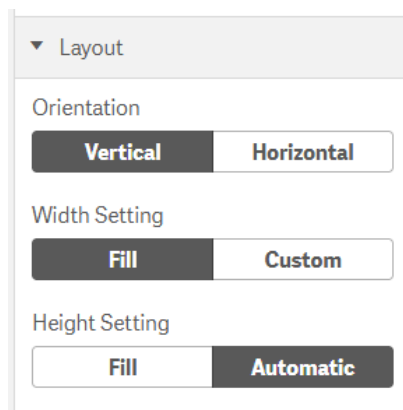 Layout
Orientation
Vertical Horizontal
Width Setting
Fill Custom
Height Setting
Fill Automatic